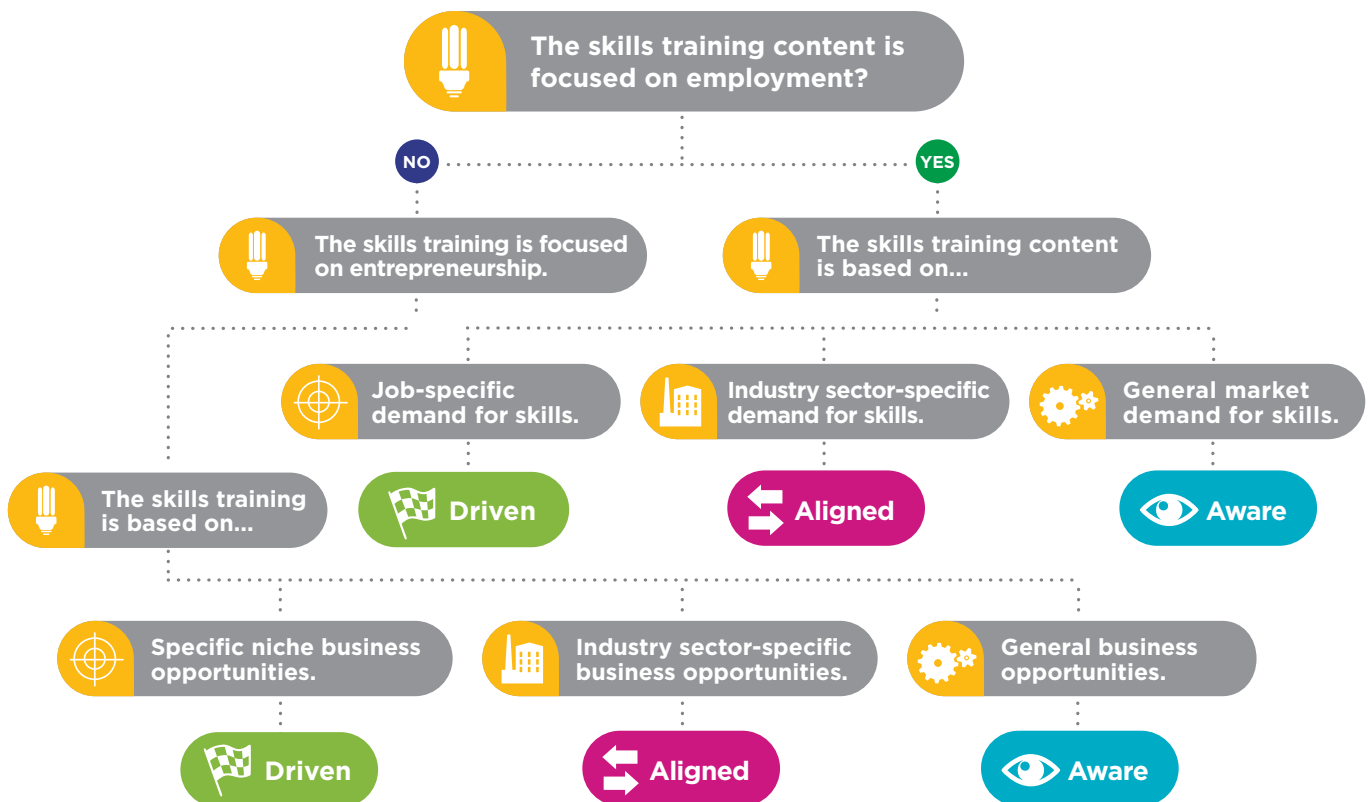 The skills training content is
focused on employment?
NO
YES
The skills training is focused
on entrepreneurship.
The skills training content
is based on...
Job-specific
demand for skills.
Industry sector-specific
demand for skills.
General market
demand for skills.
The skills training
is based on...
Driven
Aligned
Aware
Specific niche business
opportunities.
Industry sector-specific
business opportunities.
General business
opportunities.
Driven
Aligned
Aware